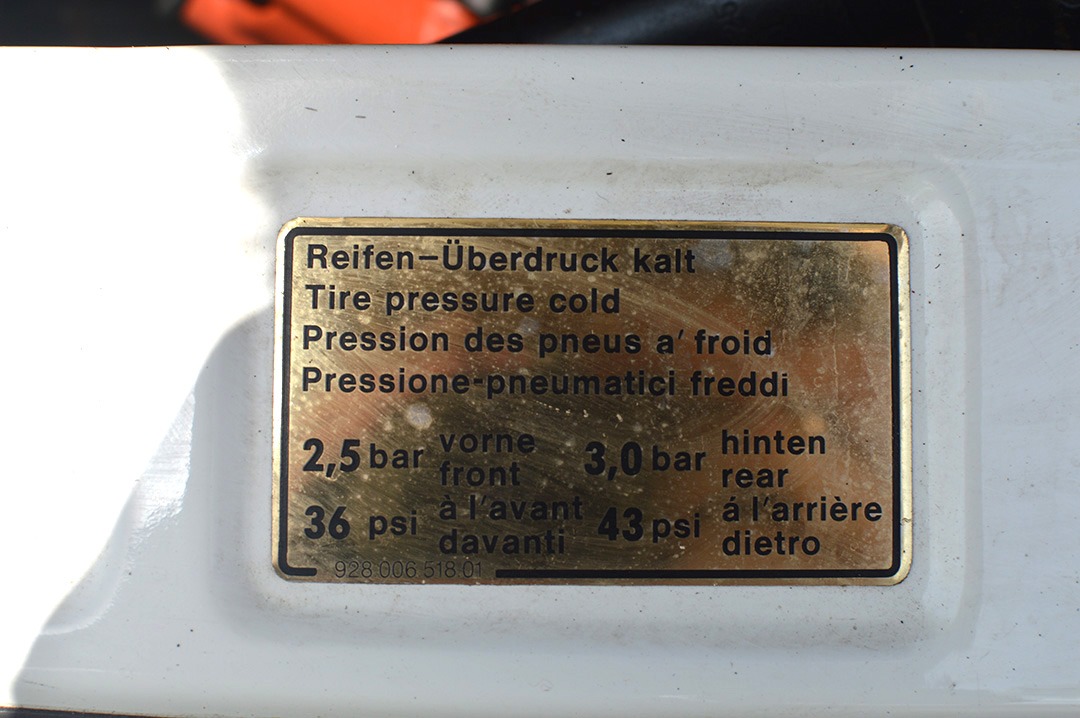 Reifen-Überdruck kalt
Tire pressure cold
Pression des pneus a' froid
Pressione-pneumatici freddi
2,5 bar vorne front 3,0 bar hinten rear
36 psi à l'avant davanti 43 psi á l'arrière dietro
928 006 518 01